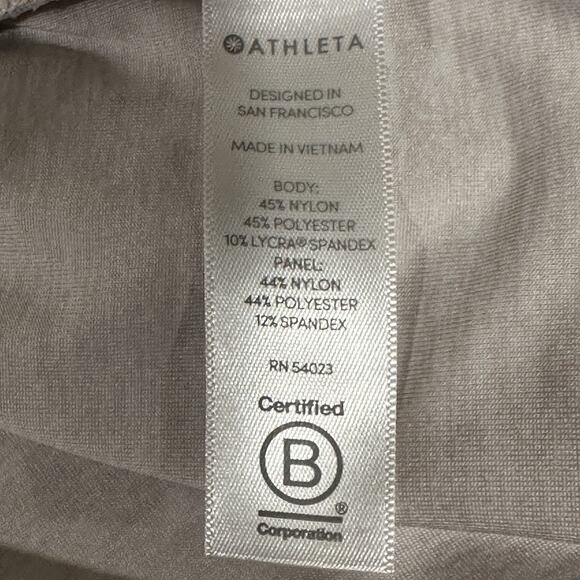 ATHLETA
DESIGNED IN
SAN FRANCISCO
MADE IN VIETNAM
BODY:
45% NYLON
45% POLYESTER
10% LYCRA® SPANDEX
PANEL:
44% NYLON
44% POLYESTER
12% SPANDEX
RN 54023
Certified
B
®
Corporation